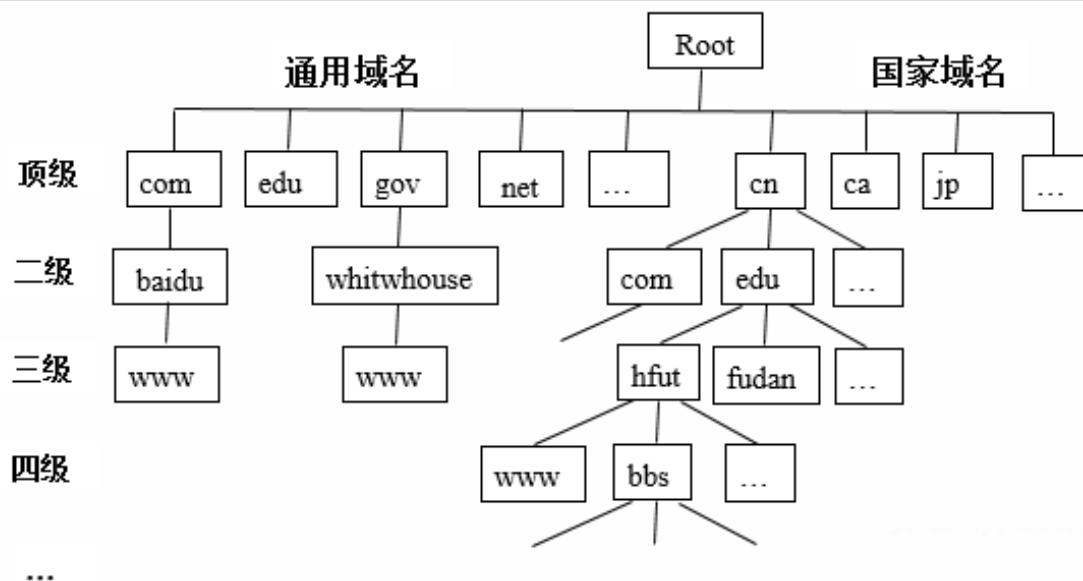 Root
通用域名 国家域名
顶级 com edu gov net … cn ca jp …
二级 baidu whitwhouse com edu …
三级 www www hfut fudan …
四级 www bbs …
...